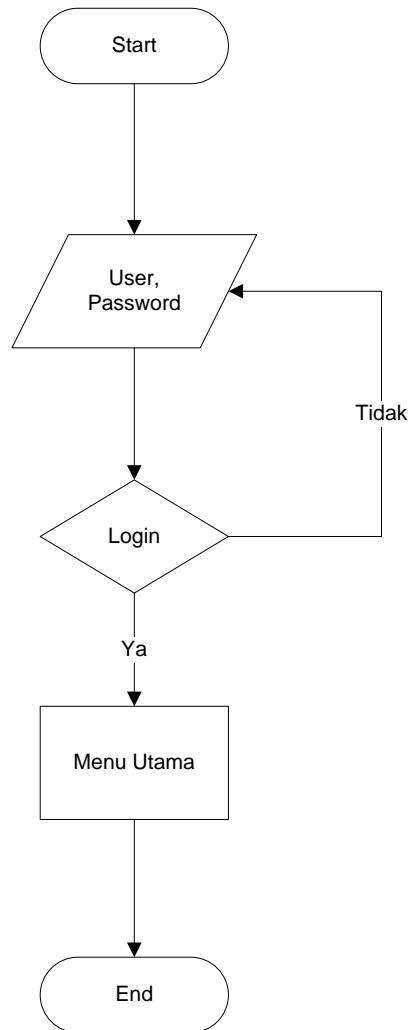 Start
User,
Password
Tidak
Login
Ya
Menu Utama
End